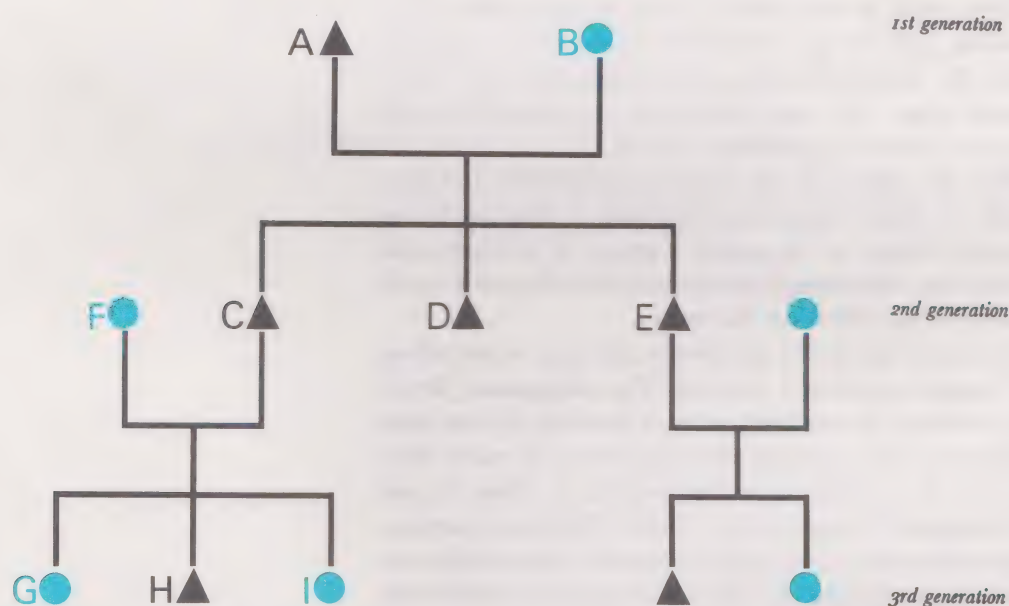 1st generation
A B
F C D E
2nd generation
G H I
3rd generation